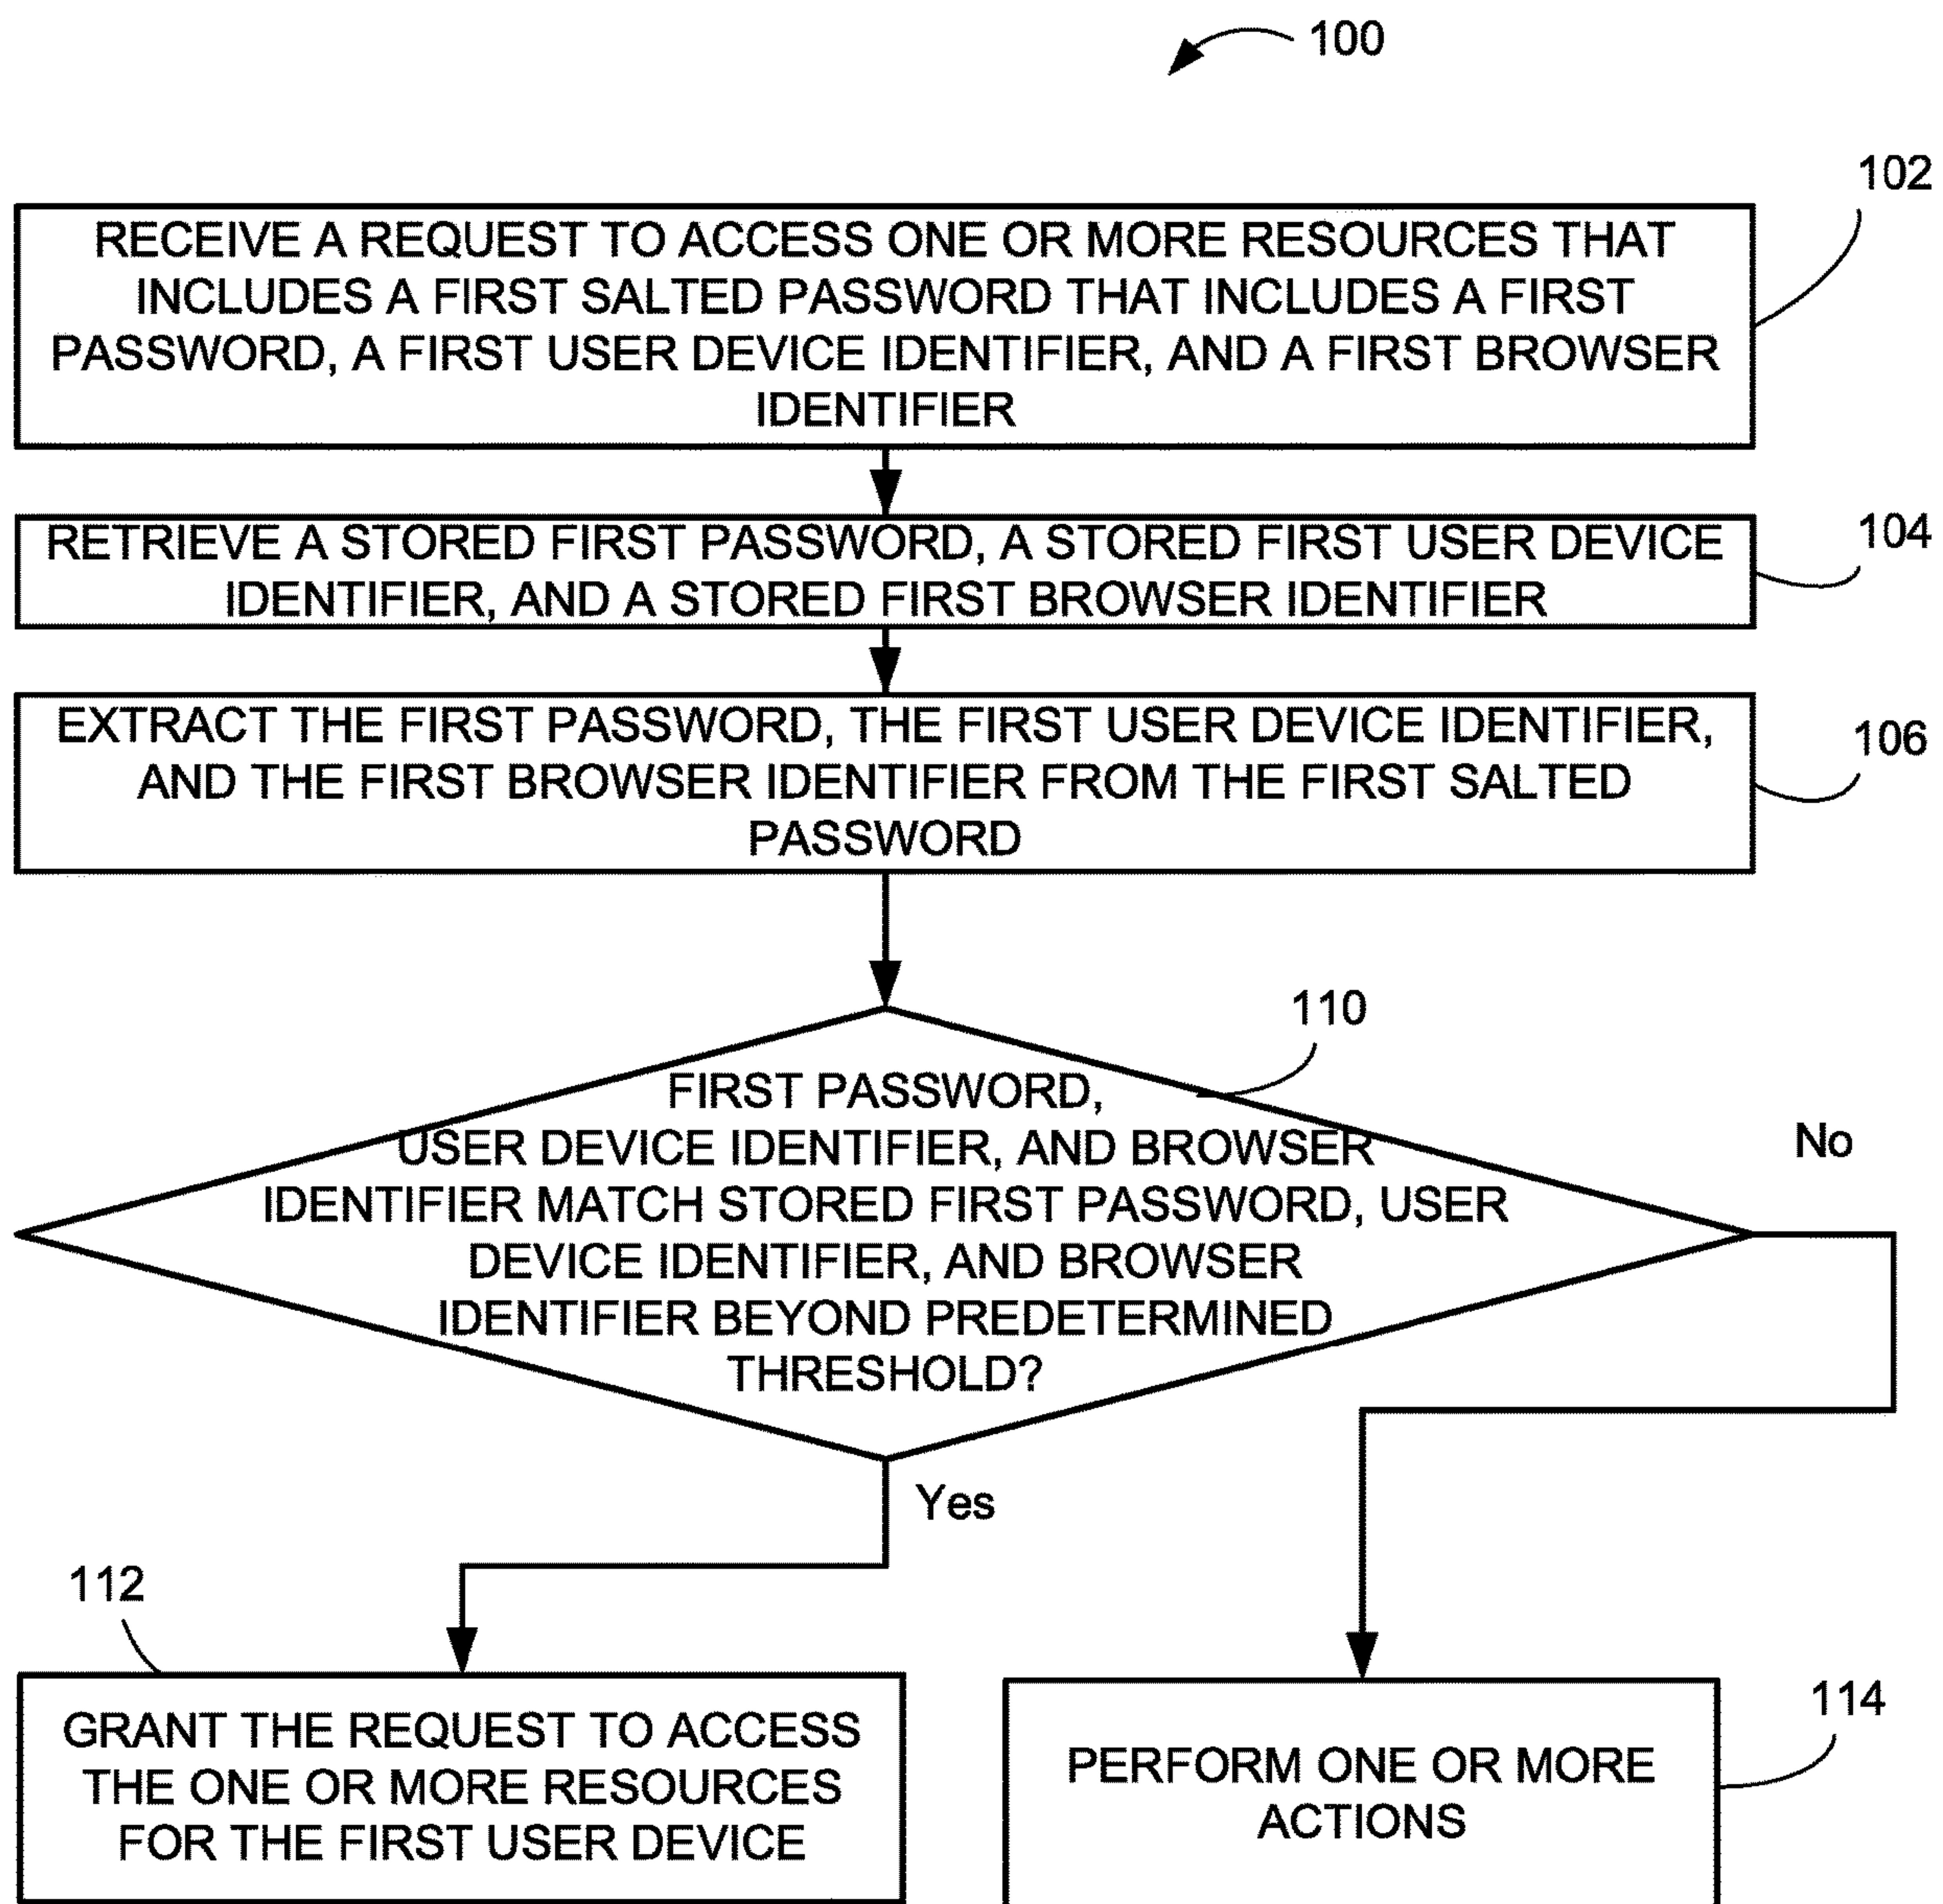 100
102
RECEIVE A REQUEST TO ACCESS ONE OR MORE RESOURCES THAT
INCLUDES A FIRST SALTED PASSWORD THAT INCLUDES A FIRST
PASSWORD, A FIRST USER DEVICE IDENTIFIER, AND A FIRST BROWSER
IDENTIFIER
104
RETRIEVE A STORED FIRST PASSWORD, A STORED FIRST USER DEVICE
IDENTIFIER, AND A STORED FIRST BROWSER IDENTIFIER
106
EXTRACT THE FIRST PASSWORD, THE FIRST USER DEVICE IDENTIFIER,
AND THE FIRST BROWSER IDENTIFIER FROM THE FIRST SALTED
PASSWORD
110
FIRST PASSWORD,
USER DEVICE IDENTIFIER, AND BROWSER
IDENTIFIER MATCH STORED FIRST PASSWORD, USER
DEVICE IDENTIFIER, AND BROWSER
IDENTIFIER BEYOND PREDETERMINED
THRESHOLD?
No
Yes
112
GRANT THE REQUEST TO ACCESS
THE ONE OR MORE RESOURCES
FOR THE FIRST USER DEVICE
114
PERFORM ONE OR MORE
ACTIONS